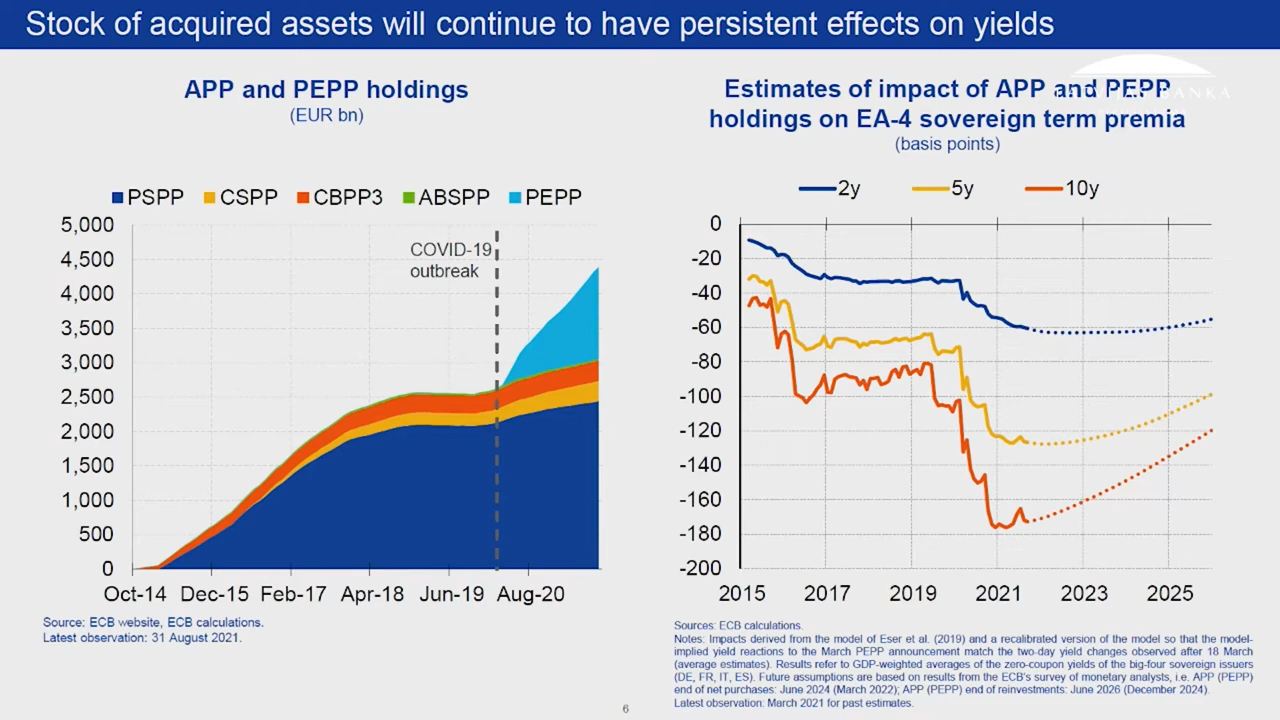 Stock of acquired assets will continue to have persistent effects on yields
APP and PEPP holdings
(EUR bn)
PSPP CSPP CBPP3 ABSPP PEPP
5,000
4,500
4,000
3,500
3,000
2,500
2,000
1,500
1,000
500
0
COVID-19
outbreak
Oct-14 Dec-15 Feb-17 Apr-18 Jun-19 Aug-20
Source: ECB website, ECB calculations.
Latest observation: 31 August 2021.
Estimates of impact of APP and PEPP
holdings on EA-4 sovereign term premia
(basis points)
2y 5y 10y
0
-20
-40
-60
-80
-100
-120
-140
-160
-180
-200
2015 2017 2019 2021 2023 2025
Sources: ECB calculations.
Notes: Impacts derived from the model of Eser et al. (2019) and a recalibrated version of the model so that the model-
implied yield reactions to the March PEPP announcement match the two-day yield changes observed after 18 March
(average estimates). Results refer to GDP-weighted averages of the zero-coupon yields of the big-four sovereign issuers
(DE, FR, IT, ES). Future assumptions are based on results from the ECB's survey of monetary analysts, i.e. APP (PEPP)
end of net purchases: June 2024 (March 2022); APP (PEPP) end of reinvestments: June 2026 (December 2024).
Latest observation: March 2021 for past estimates.
6